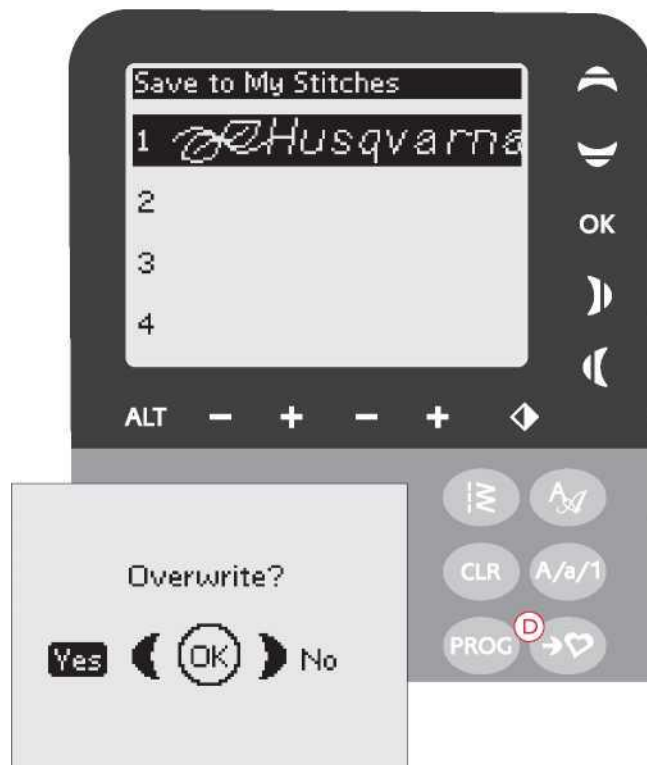 Save to My Stitches
1 Husqvarna
2
3
4
OK
ALT - + - +
A A
CLR A/a/1
PROG D
Overwrite?
Yes OK No